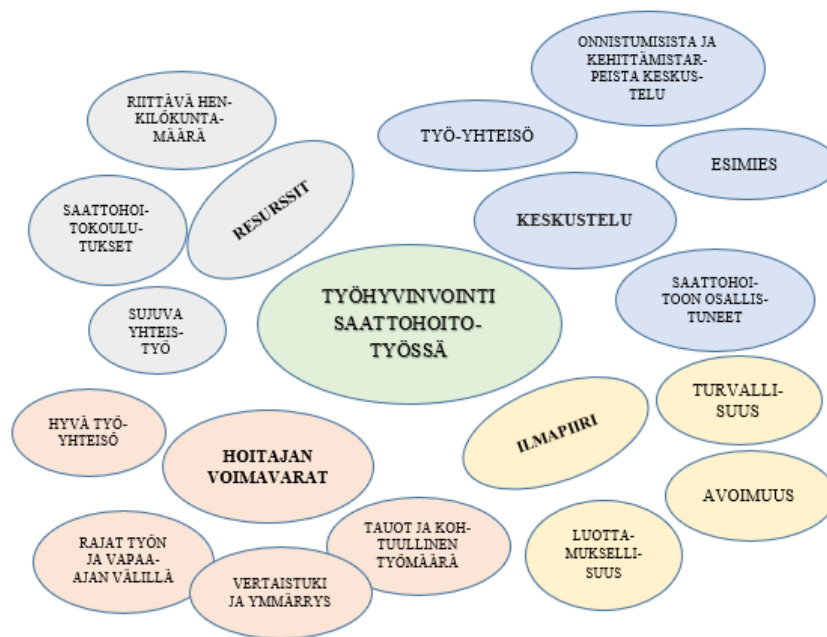 ONNISTUMISISTA JA
KEHITTÄMISTAR-
PEISTA KESKUS-
TELU
RIITTÄVÄ HEN-
KILÖKUNTA-
MÄÄRÄ
TYÖ-YHTEISÖ
ESIMIES
RESURSSIT
SAATTOHOI-
TOKOULU-
TUKSET
KESKUSTELU
SUJUVA
YHTEIS-
TYÖ
TYÖHYVINVOINTI
SAATTOHOITO-
TYÖSSÄ
SAATTOHOI-
TOON OSALLIS-
TUNEET
TURVALLI-
SUUS
HYVÄ TYÖ-
YHTEISÖ
HOITAJAN
VOIMAVARAT
ILMAPIIRI
AVOIMUUS
RAJAT TYÖN
JA VAPAA-
AJAN VÄLILLÄ
VERTAISTUKI
JA YMMÄRRYS
TAUOT JA KOH-
TUULLINEN
TYÖMÄÄRÄ
LUOTTA-
MUKSELLI-
SUUS